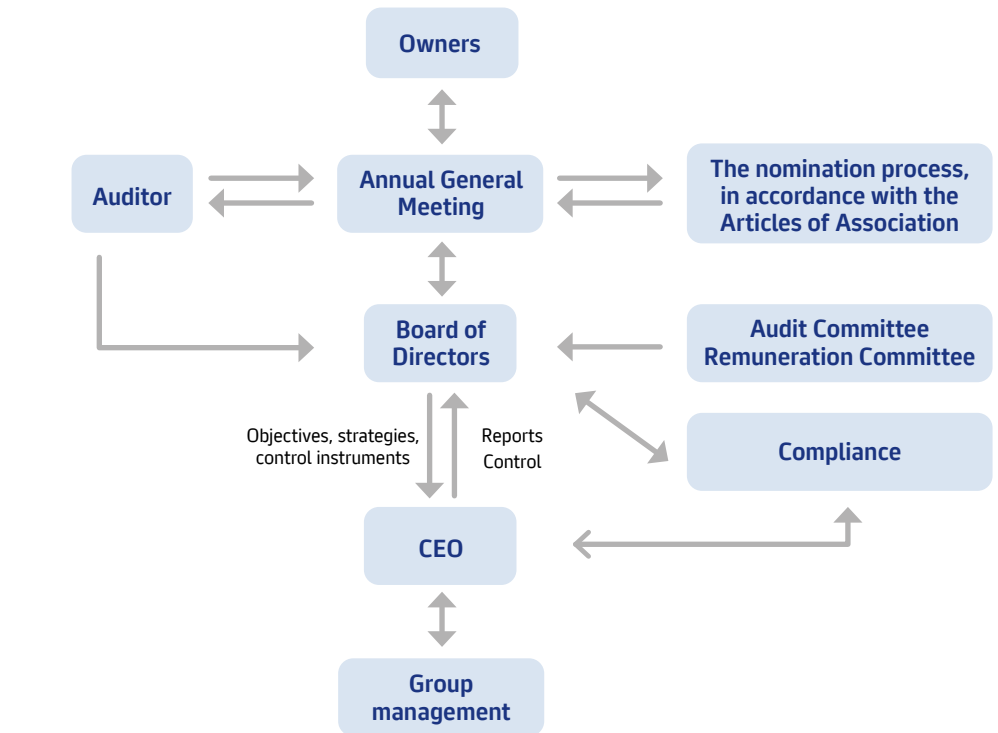 Owners
Auditor
Annual General
Meeting
The nomination process,
in accordance with the
Articles of Association
Board of
Directors
Audit Committee
Remuneration Committee
Objectives, strategies,
control instruments
Reports
Control
Compliance
CEO
Group
management